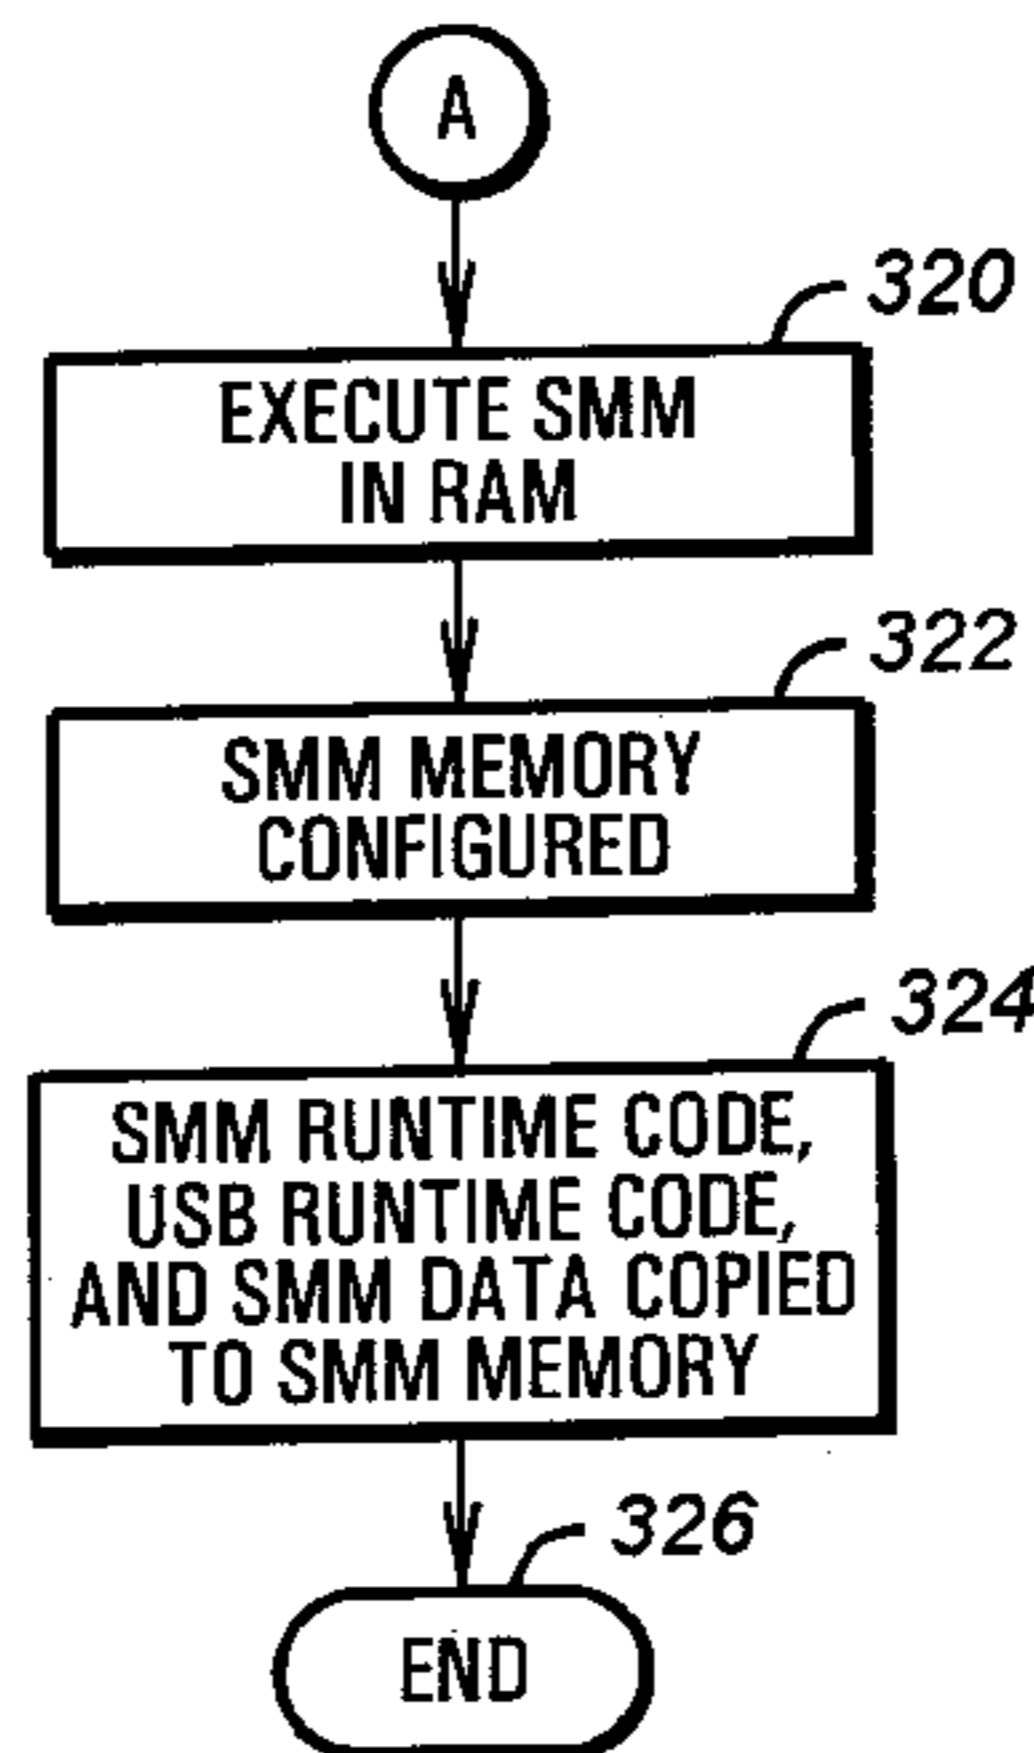 A
320
EXECUTE SMM
IN RAM
322
SMM MEMORY
CONFIGURED
324
SMM RUNTIME CODE,
USB RUNTIME CODE,
AND SMM DATA COPIED
TO SMM MEMORY
326
END